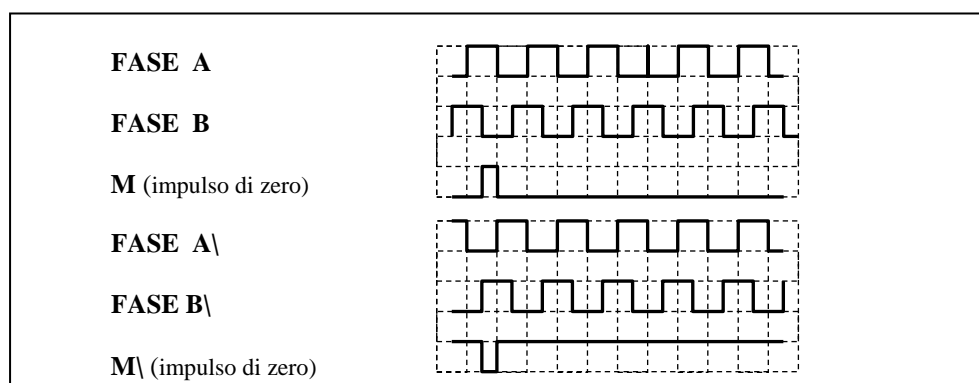 FASE A
FASE B
M (impulso di zero)
FASE A\
FASE B\
M\ (impulso di zero)